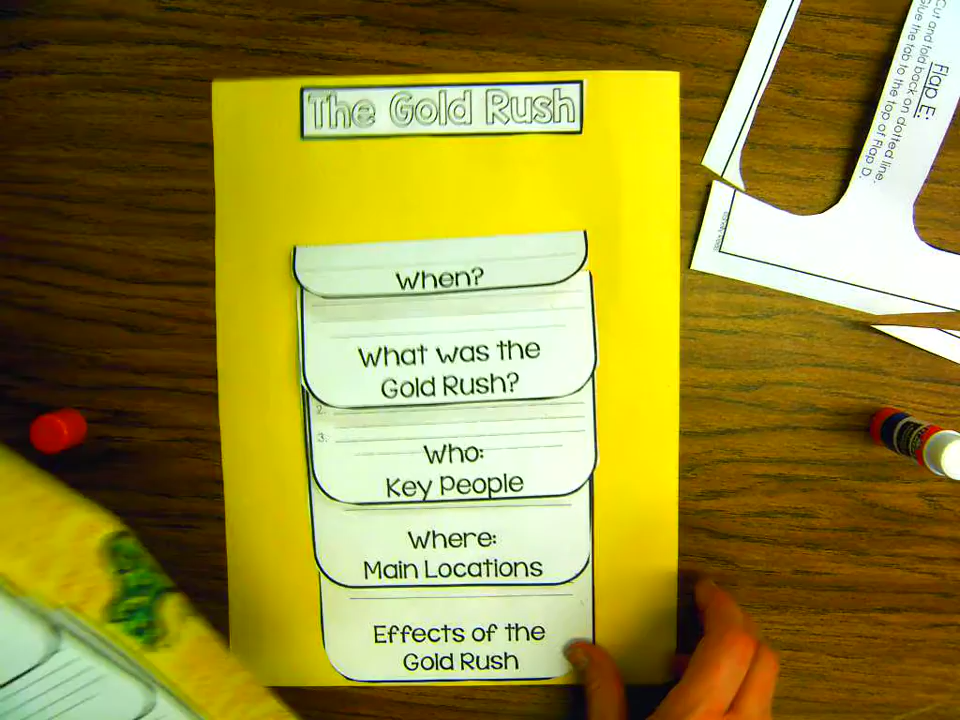 The Gold Rush
When?
What was the
Gold Rush?
2.
3.
Who:
Key People
Where:
Main Locations
Effects of the
Gold Rush
Flap E:
Cut and fold back on dotted line.
Glue the tab to the top of Flap D.